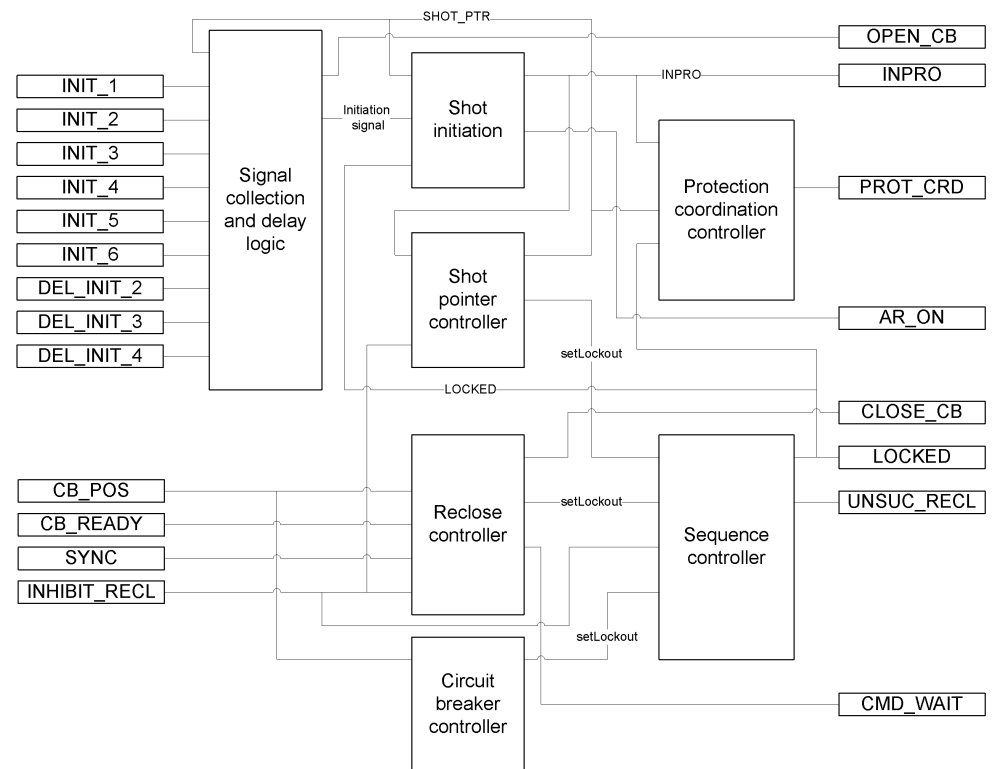 SHOT_PTR
OPEN_CB
INIT_1
INPRO
INPRO
INIT_2
Initiation
signal
Shot
initiation
INIT_3
INIT_4
Signal
collection
and delay
logic
Protection
coordination
controller
PROT_CRD
INIT_5
INIT_6
DEL_INIT_2
Shot
pointer
controller
DEL_INIT_3
AR_ON
DEL_INIT_4
setLockout
LOCKED
CLOSE_CB
LOCKED
CB_POS
setLockout
UNSUC_RECL
CB_READY
Reclose
controller
Sequence
controller
SYNC
INHIBIT_RECL
setLockout
Circuit
breaker
controller
CMD_WAIT